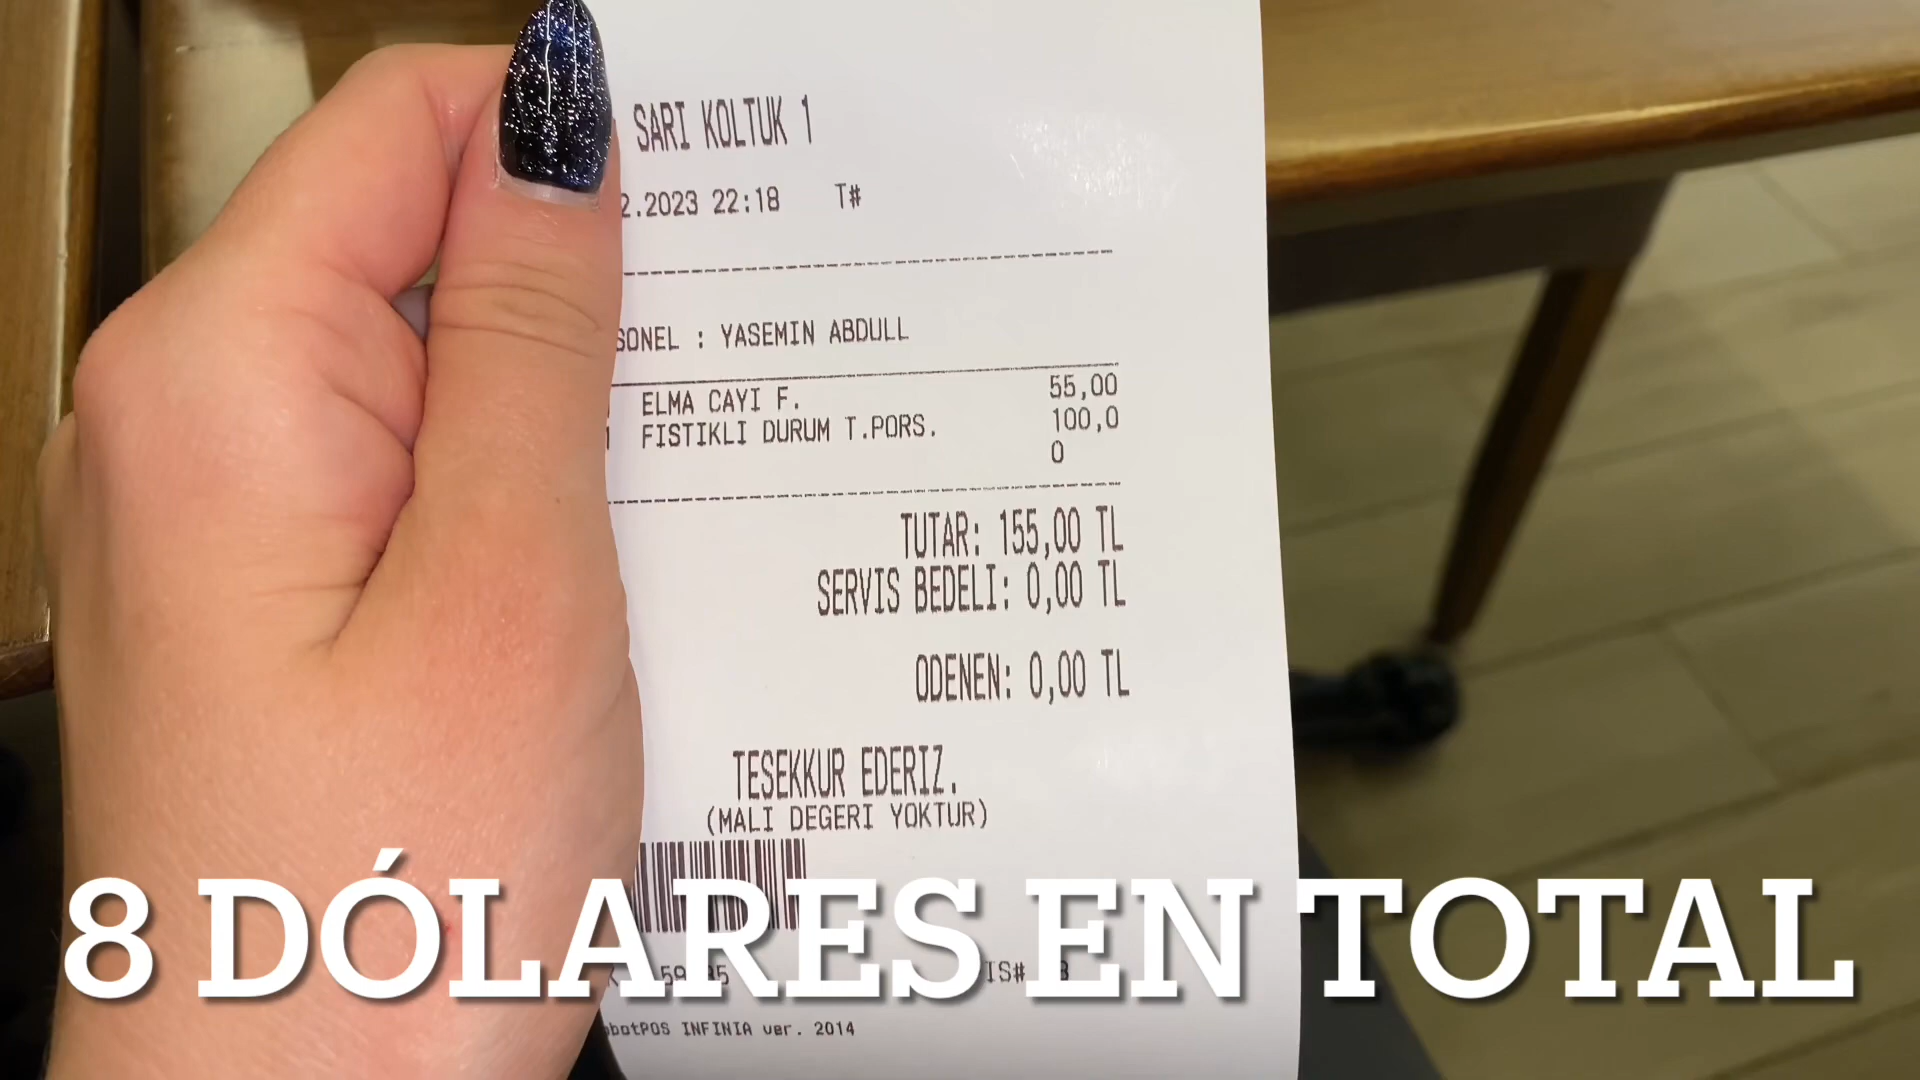 SARI KOLTUK 1
2.2023 22:18 T#
SONEL : YASEMIN ABDULL
ELMA CAYI F. 55,00
1 FISTIKLI DURUM T.PORS. 100,0
0
TUTAR: 155,00 TL
SERVIS BEDELI: 0,00 TL
ODENEN: 0,00 TL
TESEKKUR EDERIZ.
(MALI DEGERI YOKTUR)
8 DÓLARES EN TOTAL
IS#
botPOS INFINIA ver. 2014